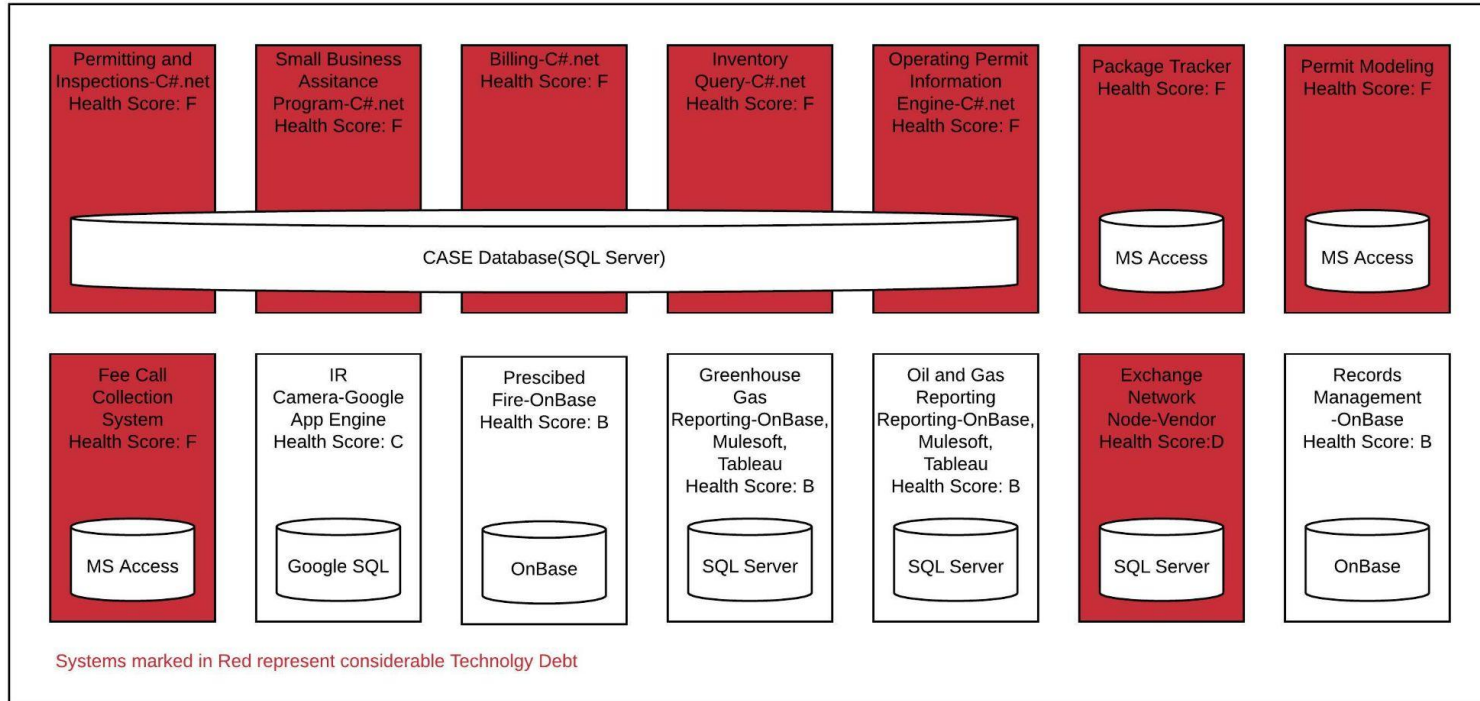 Permitting and
Inspections-C#.net
Health Score: F
Small Business
Assitance
Program-C#.net
Health Score: F
Billing-C#.net
Health Score: F
Inventory
Query-C#.net
Health Score: F
Operating Permit
Information
Engine-C#.net
Health Score: F
Package Tracker
Health Score: F
Permit Modeling
Health Score: F
CASE Database(SQL Server)
MS Access
MS Access
Fee Call
Collection
System
Health Score: F
MS Access
IR
Camera-Google
App Engine
Health Score: C
Google SQL
Prescibed
Fire-OnBase
Health Score: B
OnBase
Greenhouse
Gas
Reporting-OnBase,
Mulesoft,
Tableau
Health Score: B
SQL Server
Oil and Gas
Reporting
Reporting-OnBase,
Mulesoft,
Tableau
Health Score: B
SQL Server
Exchange
Network
Node-Vendor
Health Score:D
SQL Server
Records
Management
-OnBase
Health Score: B
OnBase
Systems marked in Red represent considerable Technolgy Debt